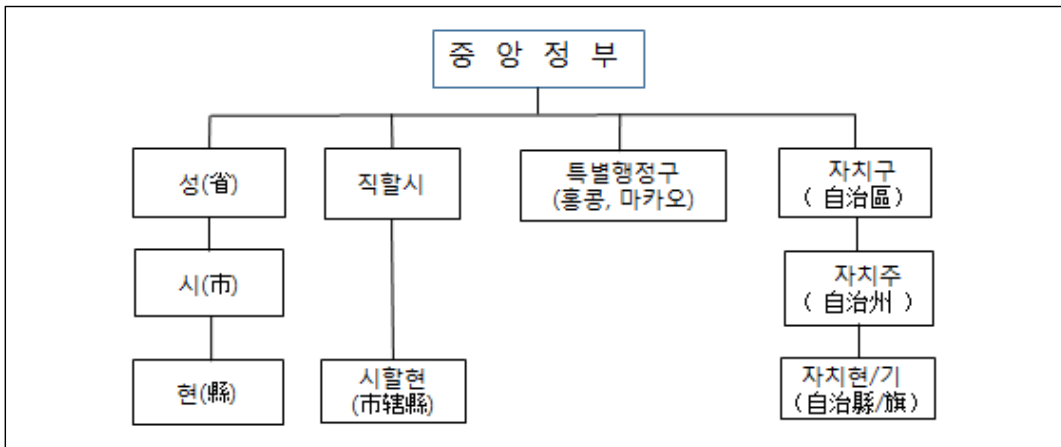 중 앙 정 부
성(省)
직할시
특별행정구
(홍콩, 마카오)
자치구
( 自治區)
시(市)
자치주
( 自治州 )
현(縣)
시할현
(市辖縣)
자치현/기
(自治縣/旗)